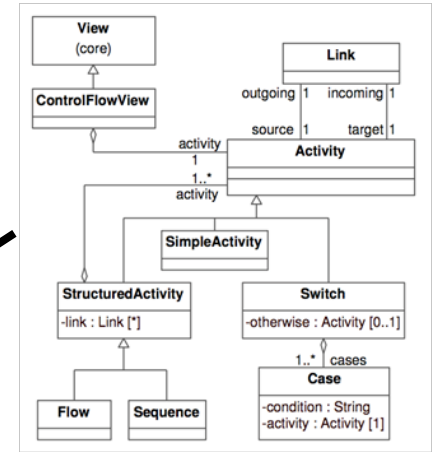 View
(core)
Link
ControlFlowView
outgoing 1 incoming 1
source 1 target 1
activity
1
Activity
1..*
activity
SimpleActivity
StructuredActivity
-link : Link [*]
Switch
-otherwise : Activity [0..1]
1..* cases
Flow
Sequence
Case
-condition : String
-activity : Activity [1]